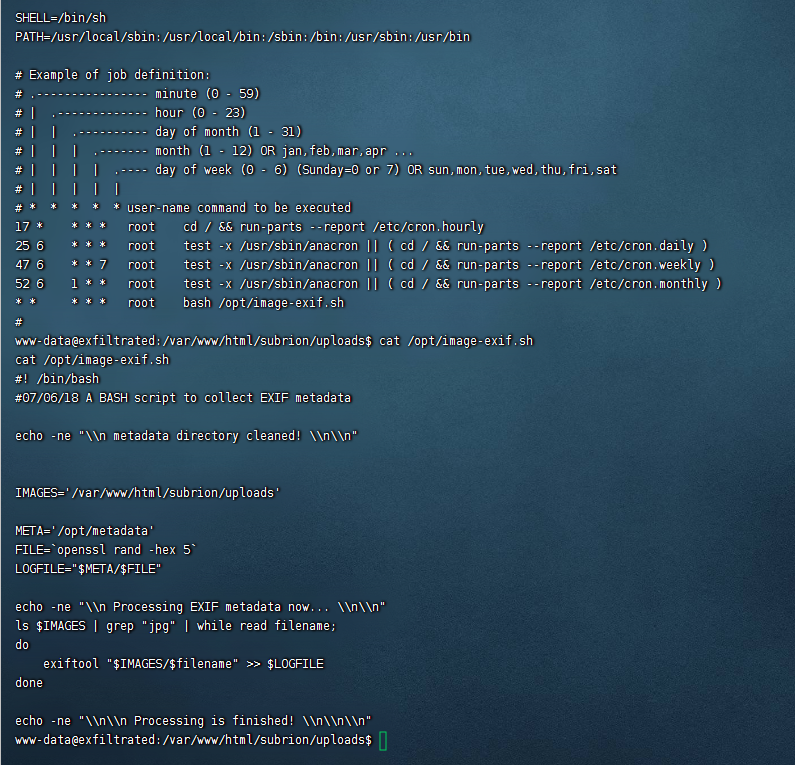 SHELL=/bin/sh
PATH=/usr/local/sbin:/usr/local/bin:/sbin:/bin:/usr/sbin:/usr/bin
# Example of job definition:
# .---------------- minute (0 - 59)
# |  .------------- hour (0 - 23)
# |  |  .---------- day of month (1 - 31)
# |  |  |  .------- month (1 - 12) OR jan,feb,mar,apr ...
# |  |  |  |  .---- day of week (0 - 6) (Sunday=0 or 7) OR sun,mon,tue,wed,thu,fri,sat
# |  |  |  |  |
# *  *  *  *  * user-name command to be executed
17 *    * * *   root    cd / && run-parts --report /etc/cron.hourly
25 6    * * *   root    test -x /usr/sbin/anacron || ( cd / && run-parts --report /etc/cron.daily )
47 6    * * 7   root    test -x /usr/sbin/anacron || ( cd / && run-parts --report /etc/cron.weekly )
52 6    1 * *   root    test -x /usr/sbin/anacron || ( cd / && run-parts --report /etc/cron.monthly )
* *     * * *   root    bash /opt/image-exif.sh
#
www-data@exfiltrated:/var/www/html/subrion/uploads$ cat /opt/image-exif.sh
cat /opt/image-exif.sh
#! /bin/bash
#07/06/18 A BASH script to collect EXIF metadata
echo -ne "\\n metadata directory cleaned! \\n\\n"
IMAGES='/var/www/html/subrion/uploads'
META='/opt/metadata'
FILE=`openssl rand -hex 5`
LOGFILE="$META/$FILE"
echo -ne "\\n Processing EXIF metadata now... \\n\\n"
ls $IMAGES | grep "jpg" | while read filename;
do
    exiftool "$IMAGES/$filename" >> $LOGFILE
done
echo -ne "\\n\\n Processing is finished! \\n\\n\\n"
www-data@exfiltrated:/var/www/html/subrion/uploads$